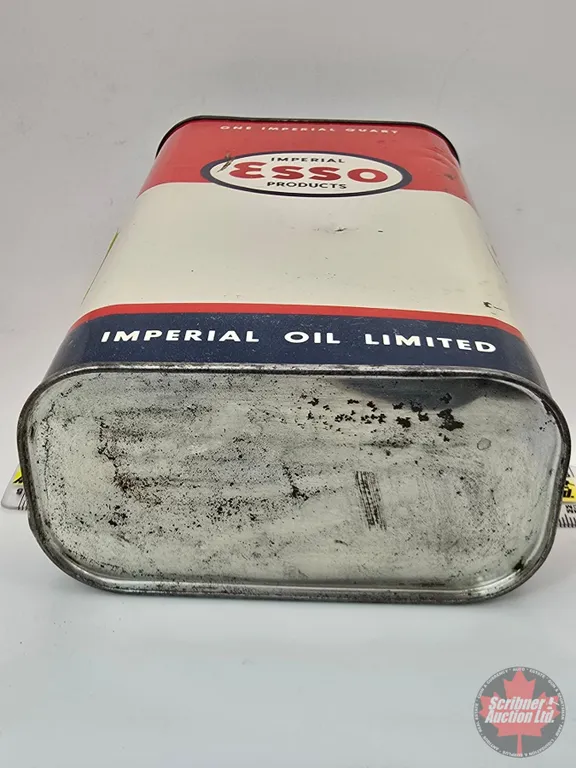 ONE IMPERIAL QUART
IMPERIAL
ESSO
PRODUCTS
IMPERIAL OIL LIMITED
Scribner!
Auction Ltd.